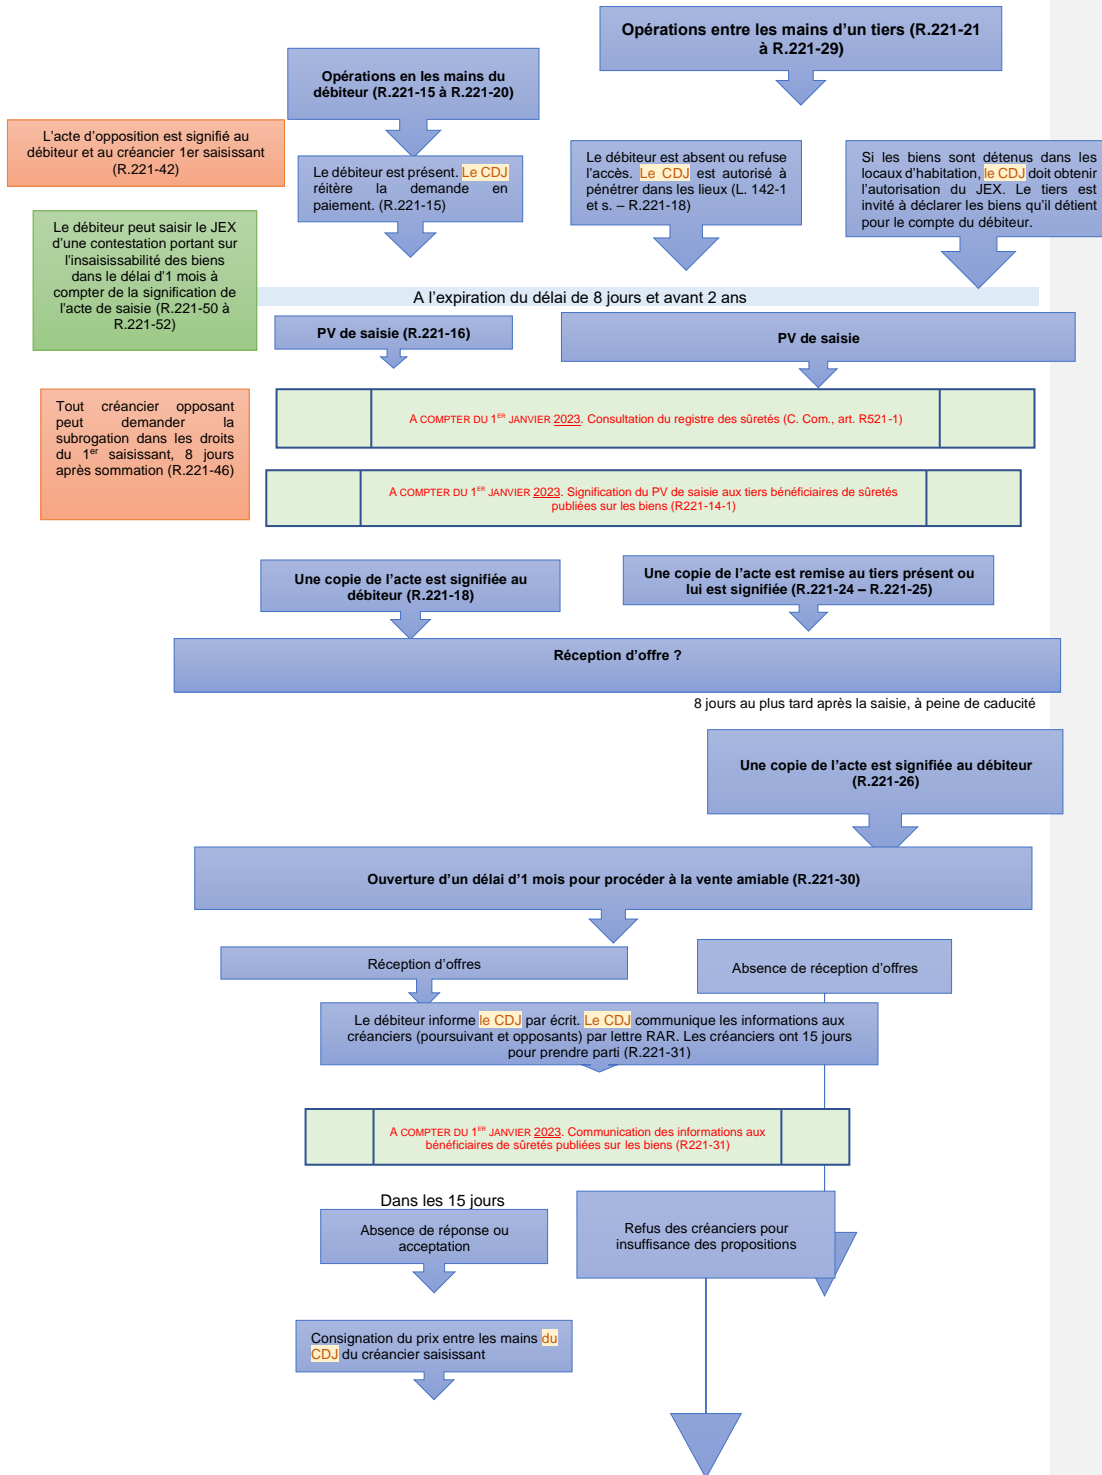 Opérations entre les mains d'un tiers (R.221-21
à R.221-29)
Opérations en les mains du
débiteur (R.221-15 à R.221-20)
L'acte d'opposition est signifié au
débiteur et au créancier 1er saisissant
(R.221-42)
Le débiteur est présent. Le CDJ
réitère la demande en
paiement. (R.221-15)
Le débiteur est absent ou refuse
l'accès. Le CDJ est autorisé à
pénétrer dans les lieux (L. 142-1
et s. – R.221-18)
Si les biens sont détenus dans les
locaux d'habitation, le CDJ doit obtenir
l'autorisation du JEX. Le tiers est
invité à déclarer les biens qu'il détient
pour le compte du débiteur.
Le débiteur peut saisir le JEX
d'une contestation portant sur
l'insaisissabilité des biens
dans le délai d'1 mois à
compter de la signification de
l'acte de saisie (R.221-50 à
R.221-52)
A l'expiration du délai de 8 jours et avant 2 ans
PV de saisie (R.221-16)
PV de saisie
Tout créancier opposant
peut demander la
subrogation dans les droits
du 1er saisissant, 8 jours
après sommation (R.221-46)
A COMPTER DU 1ER JANVIER 2023. Consultation du registre des sûretés (C. Com., art. R521-1)
A COMPTER DU 1ER JANVIER 2023. Signification du PV de saisie aux tiers bénéficiaires de sûretés
publiées sur les biens (R221-14-1)
Une copie de l'acte est signifiée au
débiteur (R.221-18)
Une copie de l'acte est remise au tiers présent ou
lui est signifiée (R.221-24 – R.221-25)
Réception d'offre ?
8 jours au plus tard après la saisie, à peine de caducité
Une copie de l'acte est signifiée au débiteur
(R.221-26)
Ouverture d'un délai d'1 mois pour procéder à la vente amiable (R.221-30)
Réception d'offres
Absence de réception d'offres
Le débiteur informe le CDJ par écrit. Le CDJ communique les informations aux
créanciers (poursuivant et opposants) par lettre RAR. Les créanciers ont 15 jours
pour prendre parti (R.221-31)
A COMPTER DU 1ER JANVIER 2023. Communication des informations aux
bénéficiaires de sûretés publiées sur les biens (R221-31)
Dans les 15 jours
Absence de réponse ou
acceptation
Refus des créanciers pour
insuffisance des propositions
Consignation du prix entre les mains du
CDJ du créancier saisissant